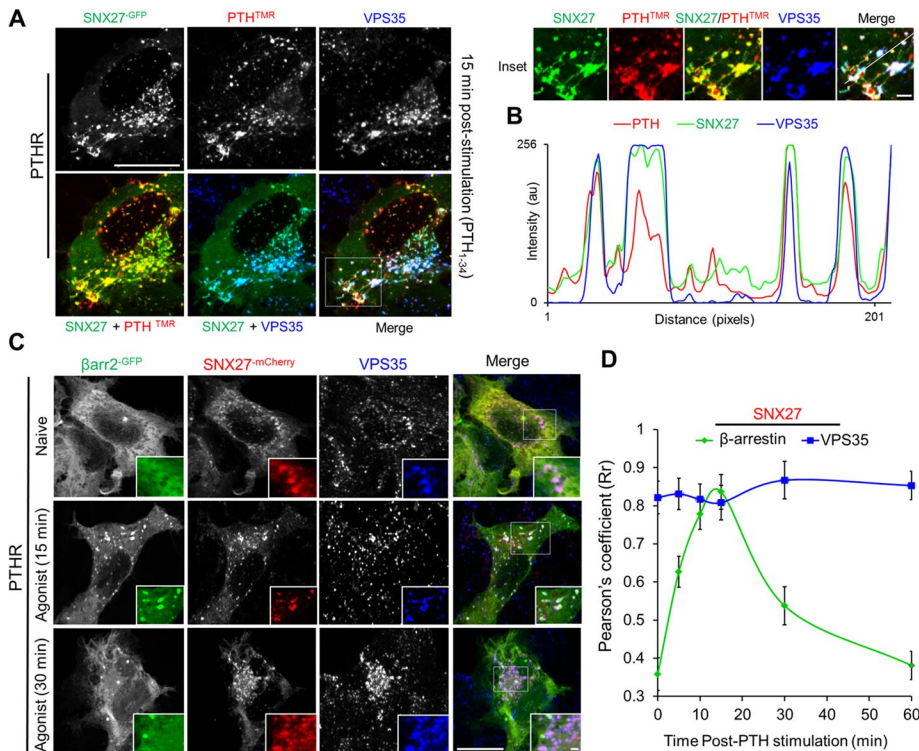 A
SNX27-GFP
PTHTMR
VPS35
PTHR
15 min post-stimulation (PTH1-34)
SNX27 + PTH TMR
SNX27 + VPS35
Merge
SNX27
PTHTMR
SNX27/PTHTMR
VPS35
Merge
Inset
B
PTH
SNX27
VPS35
256
Intensity (au)
0
1
Distance (pixels)
201
C
βarr2-GFP
SNX27-mCherry
VPS35
Merge
PTHR
Naive
Agonist (15 min)
Agonist (30 min)
D
SNX27
β-arrestin
VPS35
Pearson's coefficient (Rr)
1
0.9
0.8
0.7
0.6
0.5
0.4
0.3
0
10
20
30
40
50
60
Time Post-PTH stimulation (min)